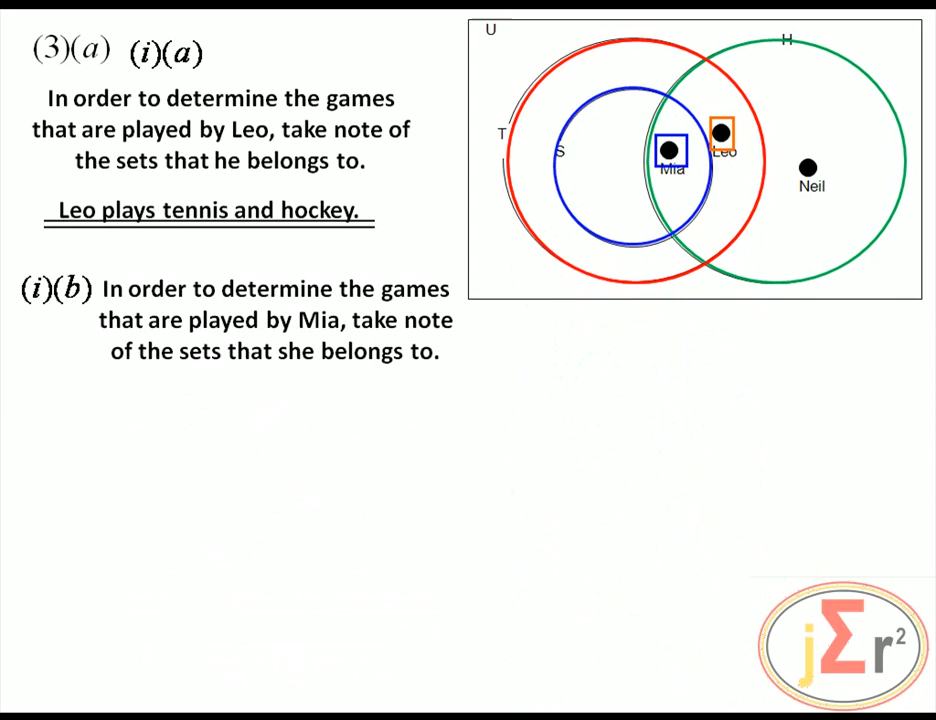 (3)(a) (i)(a)
In order to determine the games
that are played by Leo, take note of
the sets that he belongs to.
Leo plays tennis and hockey.
(i)(b) In order to determine the games
that are played by Mia, take note
of the sets that she belongs to.
U
H
T
S
Mia
Leo
Neil
jΣr²